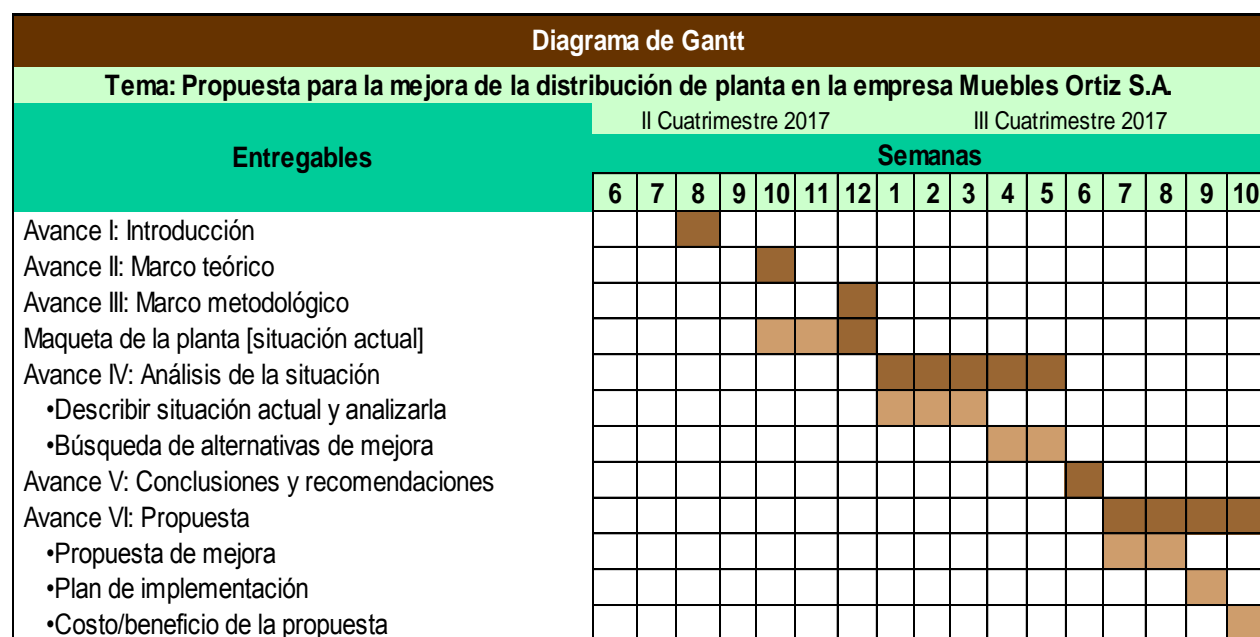 Diagrama de Gantt
Tema: Propuesta para la mejora de la distribución de planta en la empresa Muebles Ortiz S.A.
II Cuatrimestre 2017 III Cuatrimestre 2017
Entregables
Semanas
6 7 8 9 10 11 12 1 2 3 4 5 6 7 8 9 10
Avance I: Introducción
Avance II: Marco teórico
Avance III: Marco metodológico
Maqueta de la planta [situación actual]
Avance IV: Análisis de la situación
•Describir situación actual y analizarla
•Búsqueda de alternativas de mejora
Avance V: Conclusiones y recomendaciones
Avance VI: Propuesta
•Propuesta de mejora
•Plan de implementación
•Costo/beneficio de la propuesta